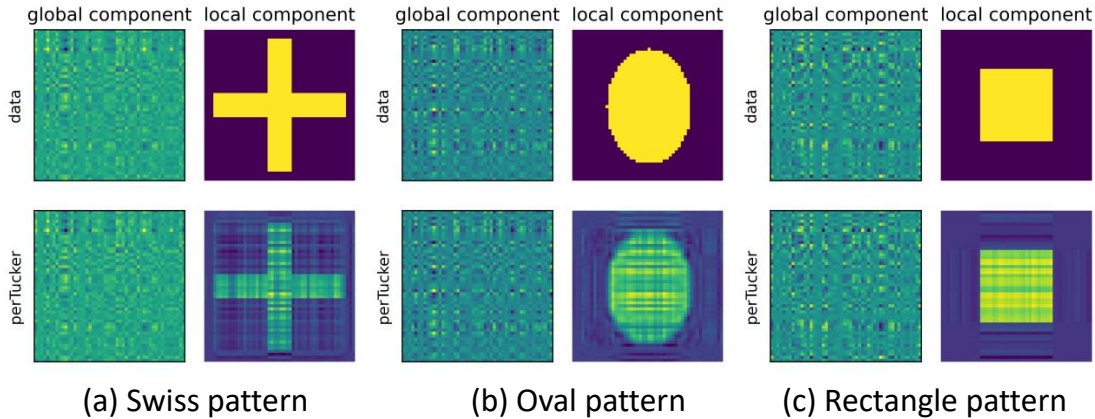 global component local component global component local component global component local component
data data data
perTucker perTucker perTucker
(a) Swiss pattern (b) Oval pattern (c) Rectangle pattern